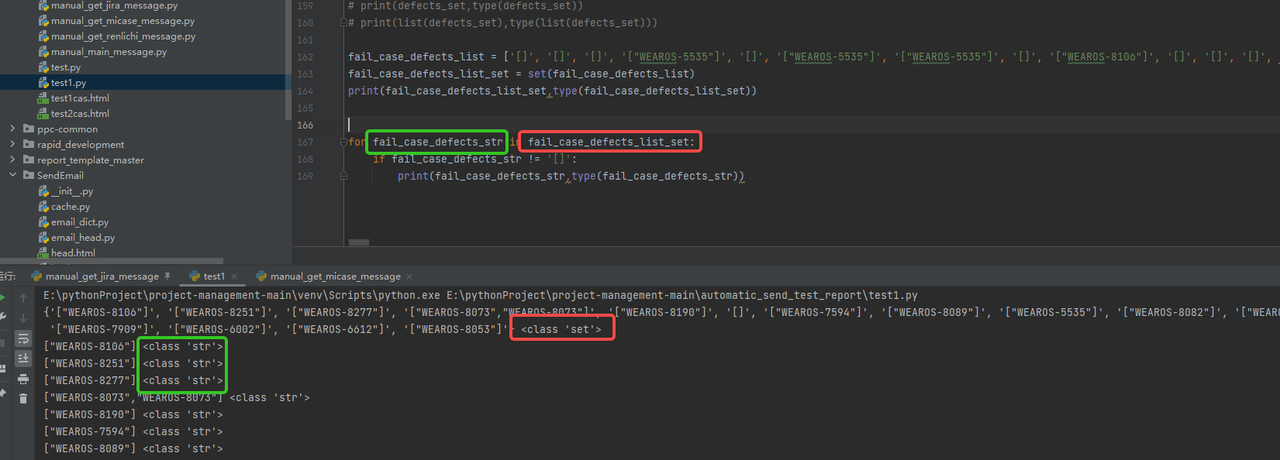 manual_get_jira_message.py
manual_get_micase_message.py
manual_get_renlichi_message.py
manual_main_message.py
test.py
test1.py
test1cas.html
test2cas.html
ppc-common
rapid_development
report_template_master
SendEmail
__init__.py
cache.py
email_dict.py
email_head.py
head.html
159 # print(defects_set,type(defects_set))
160 # print(list(defects_set),type(list(defects_set)))
161
162 fail_case_defects_list = ['[]', '[]', '[]', '["WEAROS-5535"]', '[]', '["WEAROS-5535"]', '["WEAROS-5535"]', '[]', '["WEAROS-8106"]', '[]', '[]', '[]',
163 fail_case_defects_list_set = set(fail_case_defects_list)
164 print(fail_case_defects_list_set,type(fail_case_defects_list_set))
165
166
167 for fail_case_defects_str in fail_case_defects_list_set:
168 if fail_case_defects_str != '[]':
169 print(fail_case_defects_str,type(fail_case_defects_str))
运行: manual_get_jira_message test1 manual_get_micase_message
E:\pythonProject\project-management-main\venv\Scripts\python.exe E:\pythonProject\project-management-main\automatic_send_test_report\test1.py
{'["WEAROS-8106"]', '["WEAROS-8251"]', '["WEAROS-8277"]', '["WEAROS-8073","WEAROS-8073"]', '["WEAROS-8190"]', '[]', '["WEAROS-7594"]', '["WEAROS-8089"]', '["WEAROS-5535"]', '["WEAROS-8082"]', '["WEAROS
'["WEAROS-7909"]', '["WEAROS-6002"]', '["WEAROS-6612"]', '["WEAROS-8053"]'} <class 'set'>
["WEAROS-8106"] <class 'str'>
["WEAROS-8251"] <class 'str'>
["WEAROS-8277"] <class 'str'>
["WEAROS-8073","WEAROS-8073"] <class 'str'>
["WEAROS-8190"] <class 'str'>
["WEAROS-7594"] <class 'str'>
["WEAROS-8089"] <class 'str'>